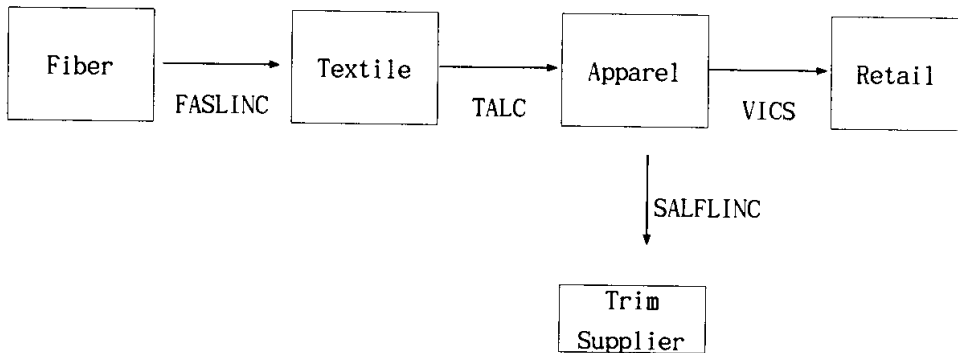 Fiber
FASLINC
Textile
TALC
Apparel
VICS
Retail
SALFLINC
Trim
Supplier